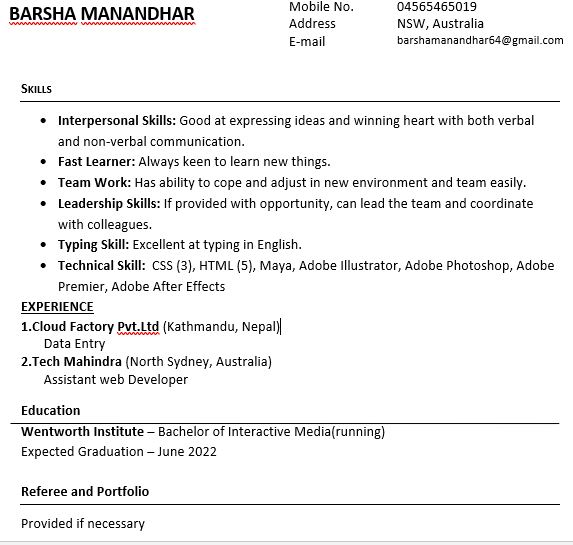 BARSHA MANANDHAR
Mobile No. 04565465019
Address NSW, Australia
E-mail barshamanandhar64@gmail.com
SKILLS
• Interpersonal Skills: Good at expressing ideas and winning heart with both verbal
and non-verbal communication.
• Fast Learner: Always keen to learn new things.
• Team Work: Has ability to cope and adjust in new environment and team easily.
• Leadership Skills: If provided with opportunity, can lead the team and coordinate
with colleagues.
• Typing Skill: Excellent at typing in English.
• Technical Skill: CSS (3), HTML (5), Maya, Adobe Illustrator, Adobe Photoshop, Adobe
Premier, Adobe After Effects
EXPERIENCE
1.Cloud Factory Pvt.Ltd (Kathmandu, Nepal)
Data Entry
2.Tech Mahindra (North Sydney, Australia)
Assistant web Developer
Education
Wentworth Institute – Bachelor of Interactive Media(running)
Expected Graduation – June 2022
Referee and Portfolio
Provided if necessary